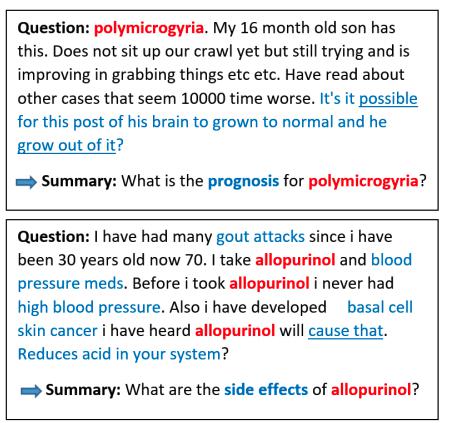 Question: polymicrogyria. My 16 month old son has
this. Does not sit up our crawl yet but still trying and is
improving in grabbing things etc etc. Have read about
other cases that seem 10000 time worse. It's it possible
for this post of his brain to grown to normal and he
grow out of it?
Summary: What is the prognosis for polymicrogyria?
Question: I have had many gout attacks since i have
been 30 years old now 70. I take allopurinol and blood
pressure meds. Before i took allopurinol i never had
high blood pressure. Also i have developed basal cell
skin cancer i have heard allopurinol will cause that.
Reduces acid in your system?
Summary: What are the side effects of allopurinol?